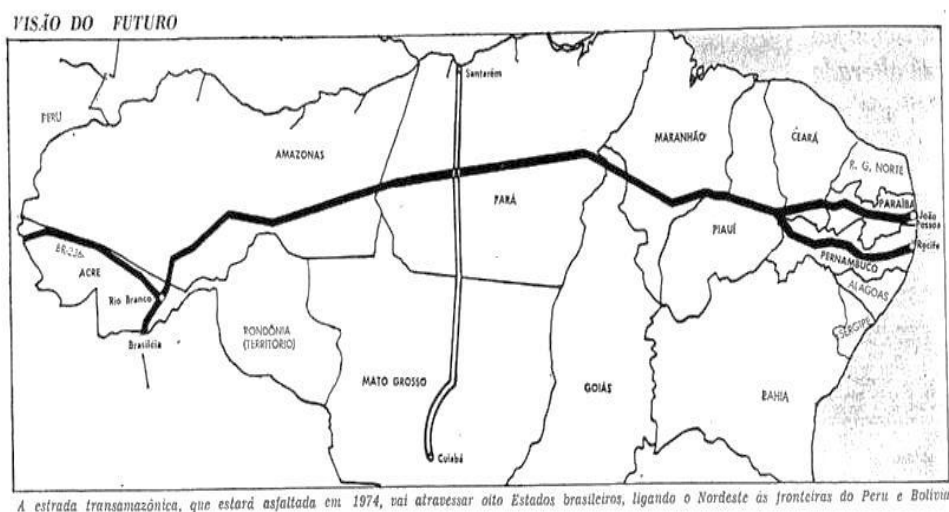 VISÃO DO FUTURO
Santarém
PERU
AMAZONAS
MARANHÃO
CEARÁ
R. G. NORTE
PARÁ
PARAÍBA
João
Pessoa
PIAUÍ
Recife
BR-236
ACRE
PERNAMBUCO
ALAGOAS
Rio Branco
SERGIPE
Brasiléia
RONDÔNIA
(TERRITÓRIO)
MATO GROSSO
GOIÁS
BAHIA
Cuiabá
A estrada transamazônica, que estará asfaltada em 1974, vai atravessar oito Estados brasileiros, ligando o Nordeste às fronteiras do Peru e Bolívia